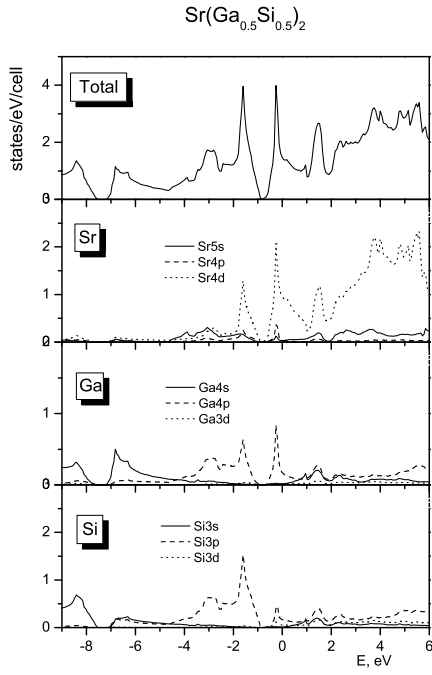 Sr(Ga0.5Si0.5)2
states/eV/cell
4
2
0
Total
2
1
0
Sr
Sr5s
Sr4p
Sr4d
1
0
Ga
Ga4s
Ga4p
Ga3d
2
1
0
Si
Si3s
Si3p
Si3d
-8 -6 -4 -2 0 2 4 6
E, eV